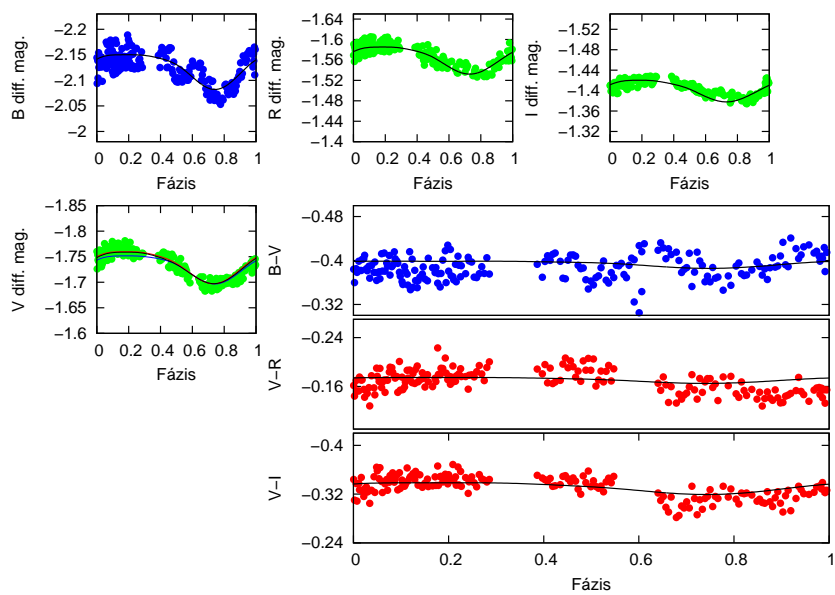 B diff. mag.
−2.2
−2.15
−2.1
−2.05
−2
0 0.2 0.4 0.6 0.8 1
Fázis
R diff. mag.
−1.64
−1.6
−1.56
−1.52
−1.48
−1.44
−1.4
0 0.2 0.4 0.6 0.8 1
Fázis
I diff. mag.
−1.52
−1.48
−1.44
−1.4
−1.36
−1.32
0 0.2 0.4 0.6 0.8 1
Fázis
V diff. mag.
−1.85
−1.8
−1.75
−1.7
−1.65
−1.6
0 0.2 0.4 0.6 0.8 1
Fázis
B−V
−0.48
−0.4
−0.32
V−R
−0.24
−0.16
V−I
−0.4
−0.32
−0.24
0 0.2 0.4 0.6 0.8 1
Fázis